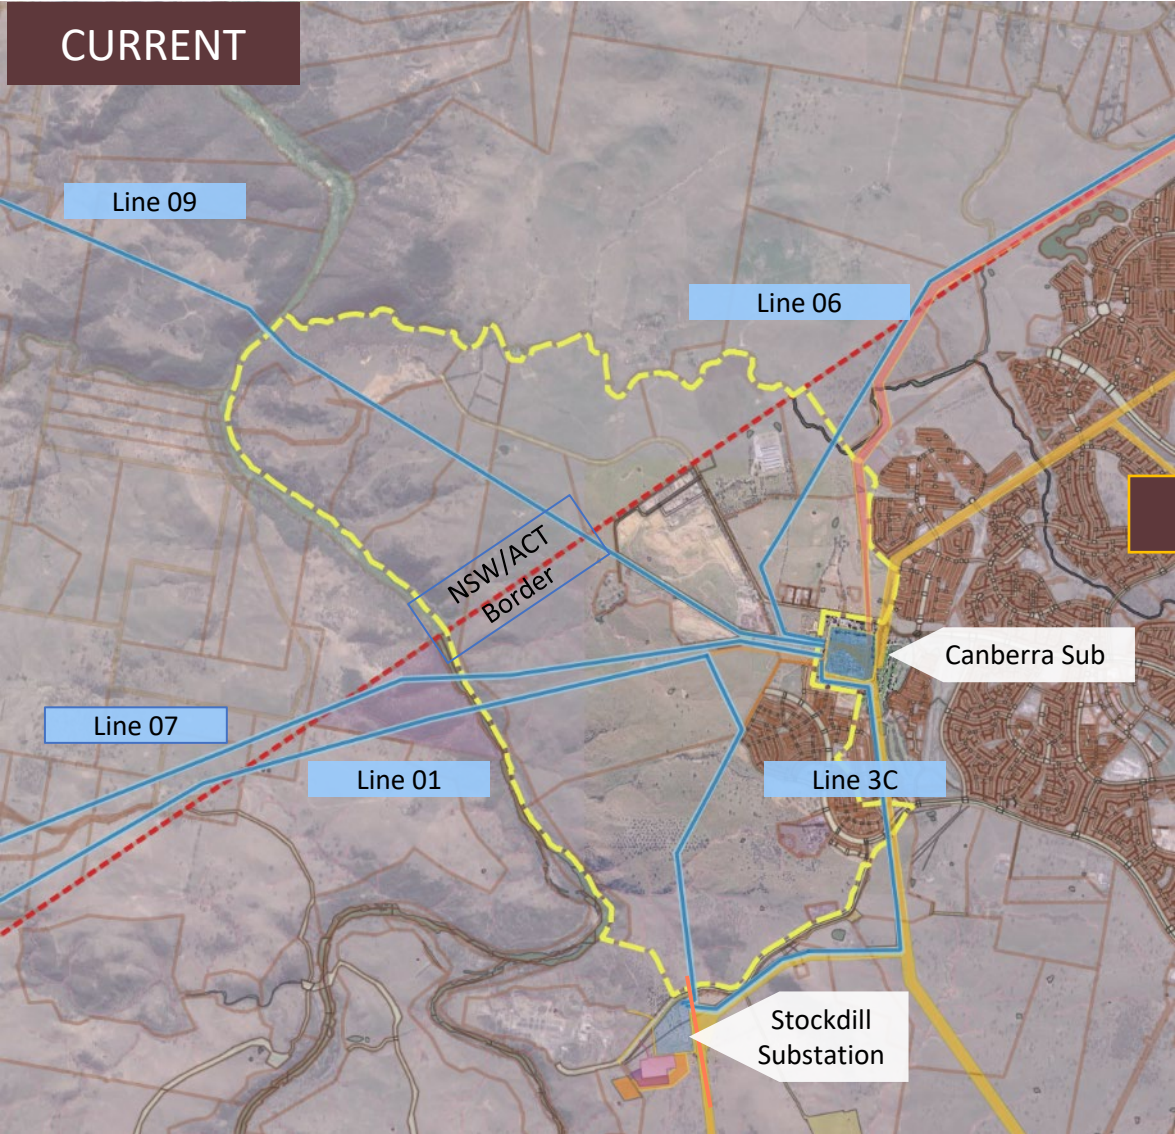 CURRENT
Line 09
Line 06
NSW/ACT
Border
Canberra Sub
Line 07
Line 01
Line 3C
Stockdill
Substation